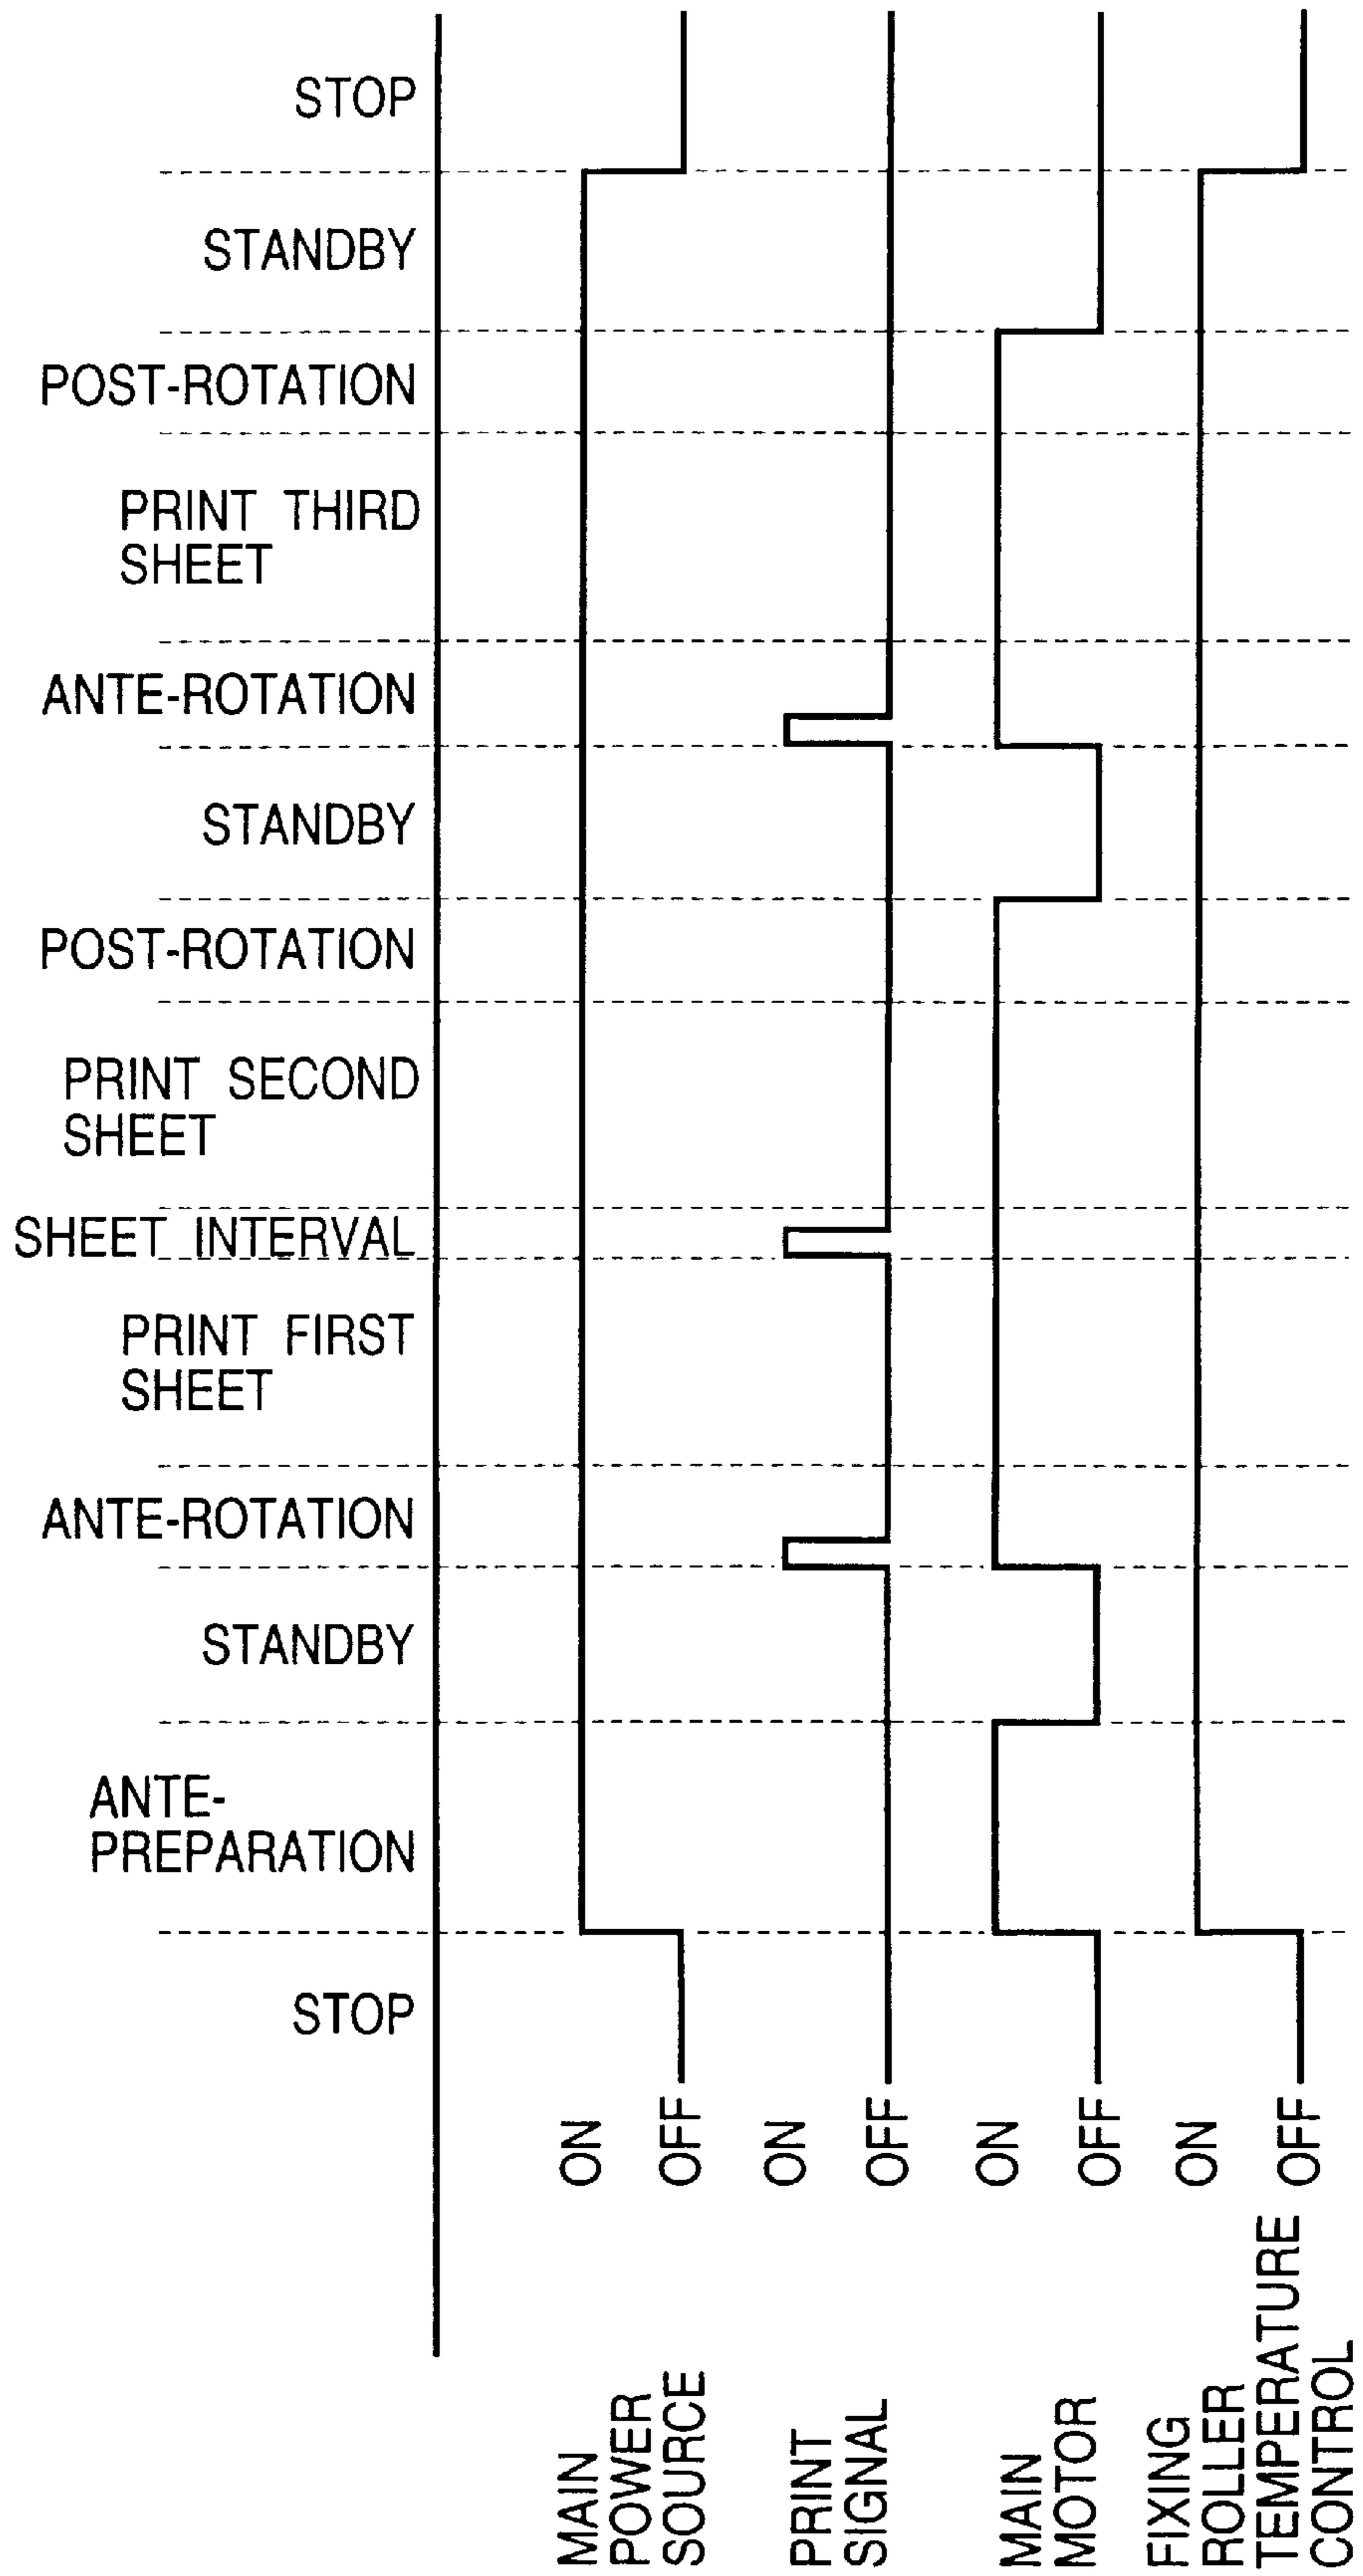 STOP
STANDBY
POST-ROTATION
PRINT THIRD
SHEET
ANTE-ROTATION
STANDBY
POST-ROTATION
PRINT SECOND
SHEET
SHEET INTERVAL
PRINT FIRST
SHEET
ANTE-ROTATION
STANDBY
ANTE-
PREPARATION
STOP
ON
OFF
ON
OFF
ON
OFF
ON
OFF
MAIN
POWER
SOURCE
PRINT
SIGNAL
MAIN
MOTOR
FIXING
ROLLER
TEMPERATURE
CONTROL